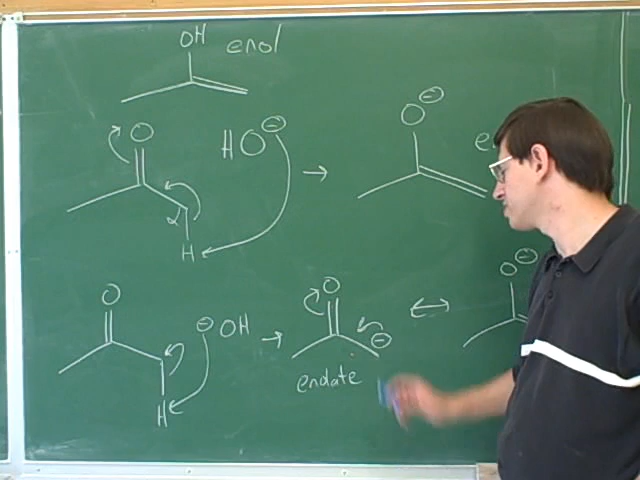 OH enol
O HO⊖ → O⊖
α
H
O ⊖OH → O ⊖ ↔ O⊖
enolate
H